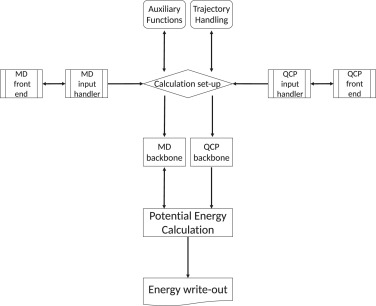 Auxiliary
Functions
Trajectory
Handling
MD
front
end
MD
input
handler
Calculation set-up
QCP
input
handler
QCP
front
end
MD
backbone
QCP
backbone
Potential Energy
Calculation
Energy write-out